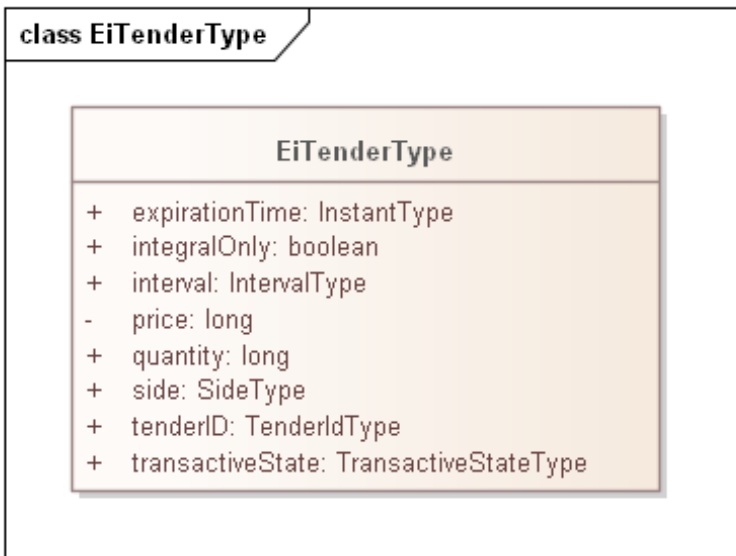 class EiTenderType
EiTenderType
+ expirationTime: InstantType
+ integralOnly: boolean
+ interval: IntervalType
- price: long
+ quantity: long
+ side: SideType
+ tenderID: TenderIdType
+ transactiveState: TransactiveStateType